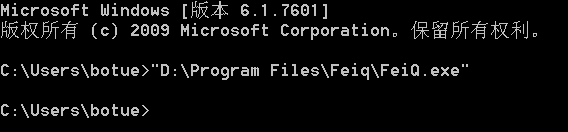 Microsoft Windows [版本 6.1.7601]
版权所有 (c) 2009 Microsoft Corporation。保留所有权利。
C:\Users\botue>"D:\Program Files\Feiq\FeiQ.exe"
C:\Users\botue>